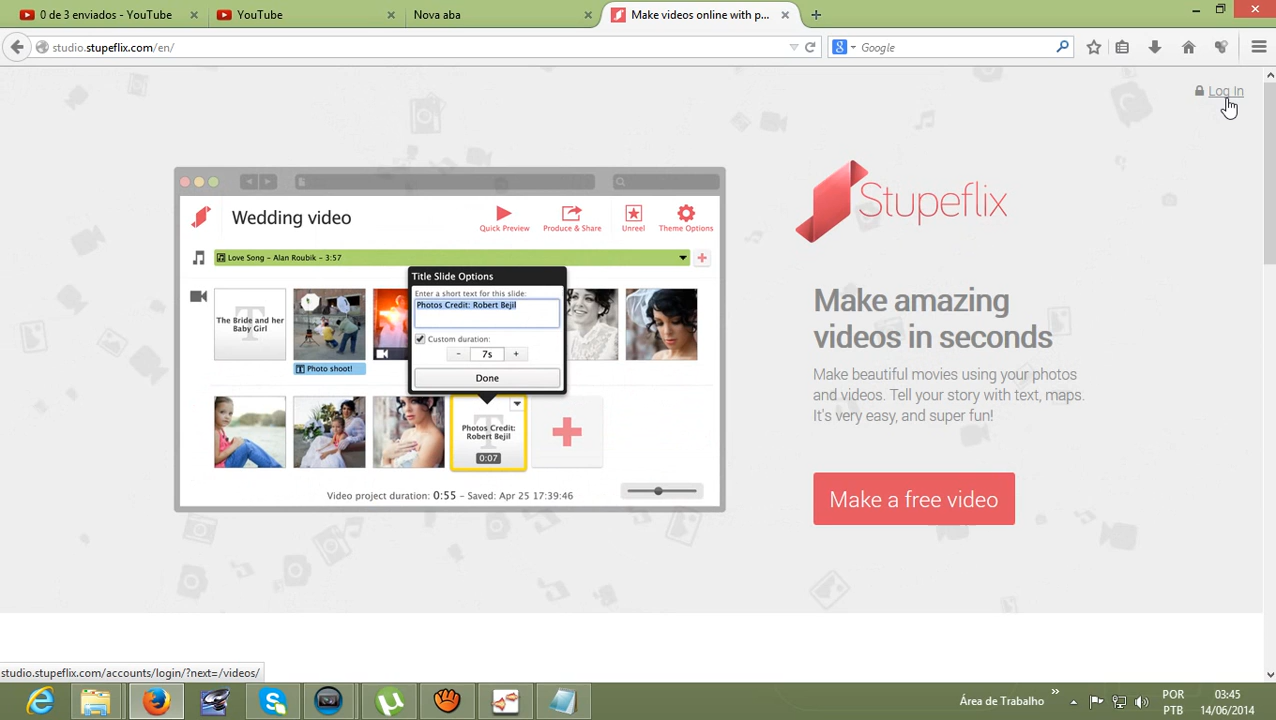 0 de 3 enviados - YouTube
YouTube
Nova aba
Make videos online with p...
studio.stupeflix.com/en/
Google
Log In
Wedding video
Quick Preview
Produce & Share
Unreel
Theme Options
Love Song - Alan Roubik - 3:57
Title Slide Options
Enter a short text for this slide:
Photos Credit: Robert Bejil
Custom duration:
- 7s +
Done
The Bride and her
Baby Girl
Photo shoot!
Photos Credit:
Robert Bejil
0:07
Video project duration: 0:55 - Saved: Apr 25 17:39:46
Stupeflix
Make amazing
videos in seconds
Make beautiful movies using your photos
and videos. Tell your story with text, maps.
It's very easy, and super fun!
Make a free video
studio.stupeflix.com/accounts/login/?next=/videos/
Área de Trabalho
POR
PTB
03:45
14/06/2014